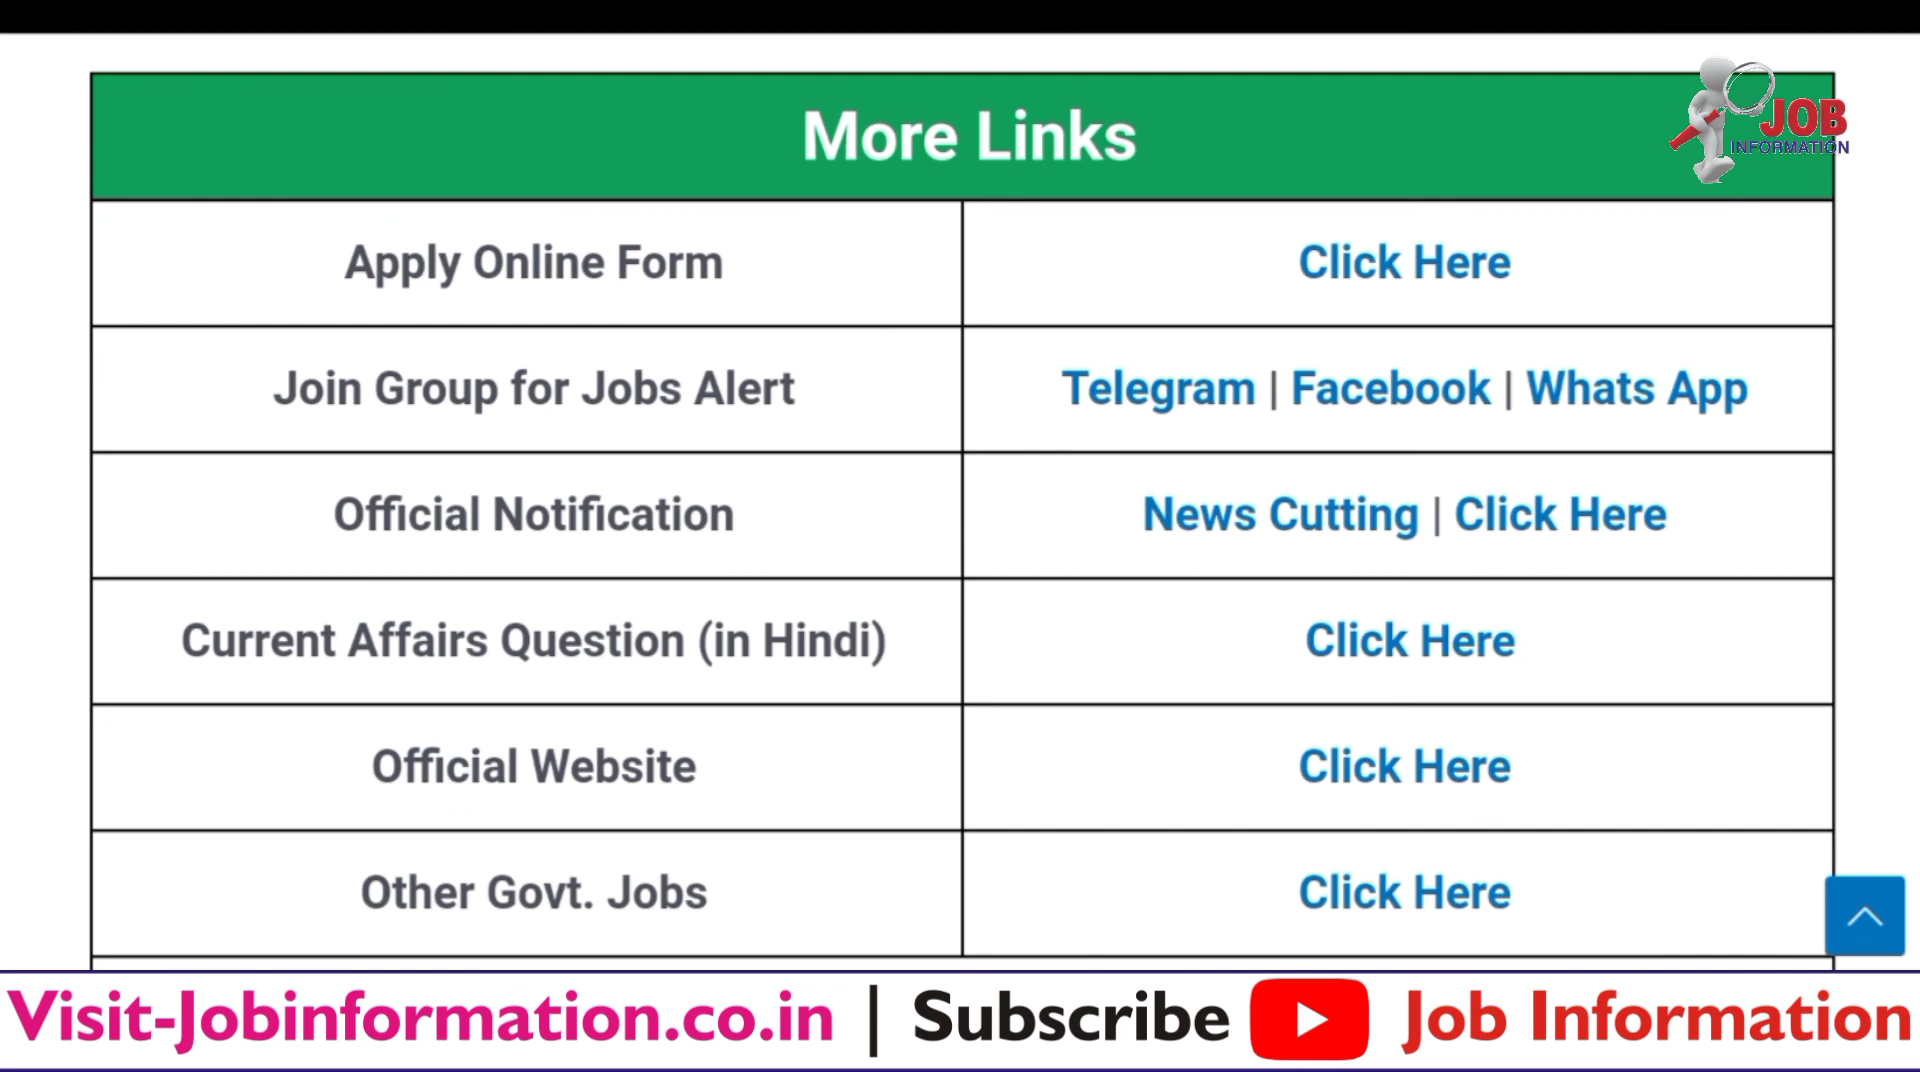 More Links
JOB
INFORMATION
Apply Online Form Click Here
Join Group for Jobs Alert Telegram | Facebook | Whats App
Official Notification News Cutting | Click Here
Current Affairs Question (in Hindi) Click Here
Official Website Click Here
Other Govt. Jobs Click Here
Visit-Jobinformation.co.in | Subscribe Job Information